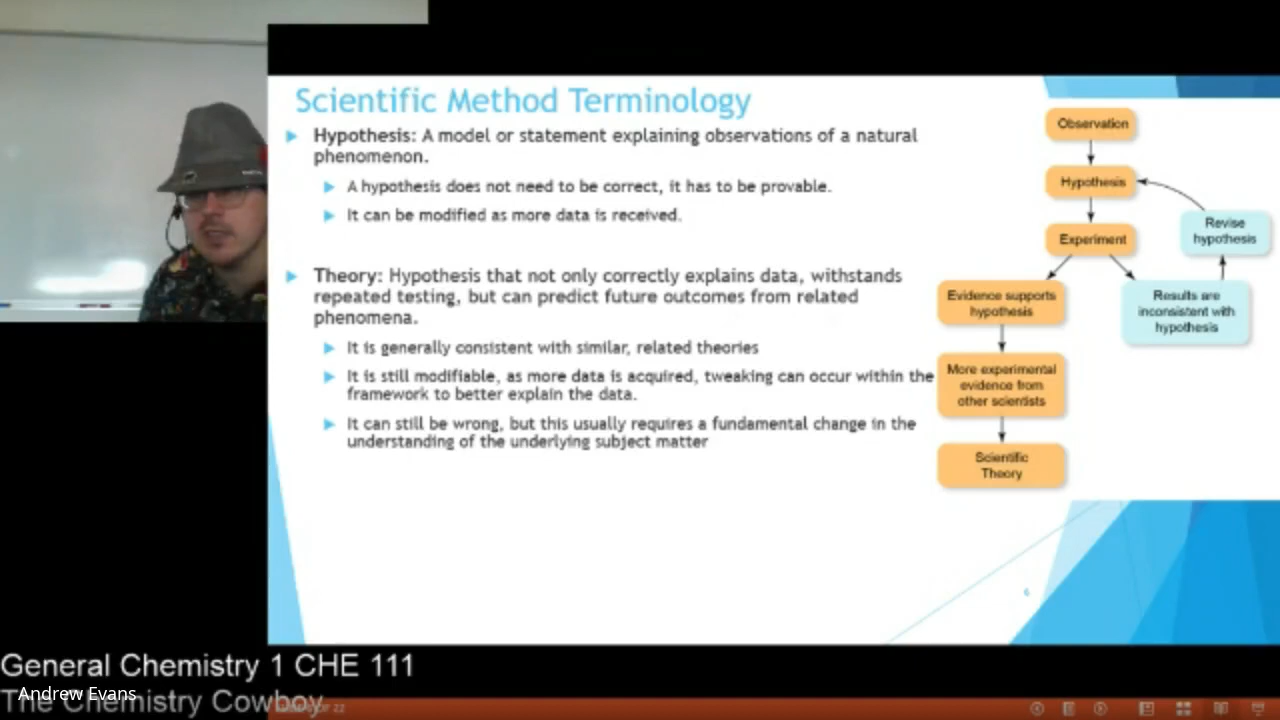 Scientific Method Terminology
Hypothesis: A model or statement explaining observations of a natural
phenomenon.
A hypothesis does not need to be correct, it has to be provable.
It can be modified as more data is received.
Theory: Hypothesis that not only correctly explains data, withstands
repeated testing, but can predict future outcomes from related
phenomena.
It is generally consistent with similar, related theories
It is still modifiable, as more data is acquired, tweaking can occur within the
framework to better explain the data.
It can still be wrong, but this usually requires a fundamental change in the
understanding of the underlying subject matter
Observation
Hypothesis
Experiment
Revise
hypothesis
Evidence supports
hypothesis
Results are
inconsistent with
hypothesis
More experimental
evidence from
other scientists
Scientific
Theory
6
General Chemistry 1 CHE 111
The Chemistry Cowboy
Andrew Evans
OF 22